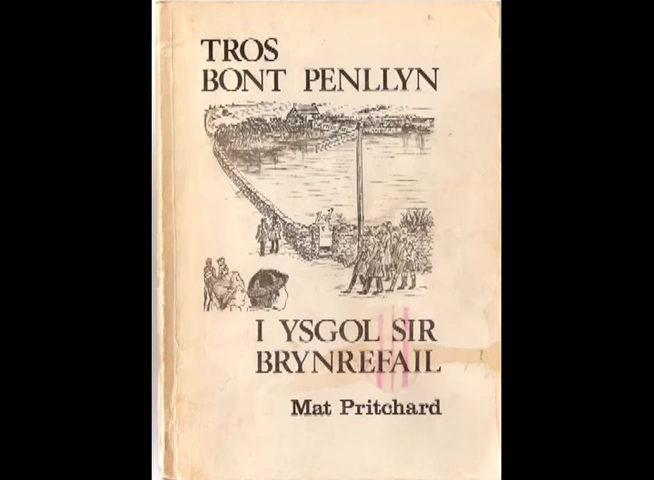 TROS
BONT PENLLYN
I YSGOL SIR
BRYNREFAIL
Mat Pritchard